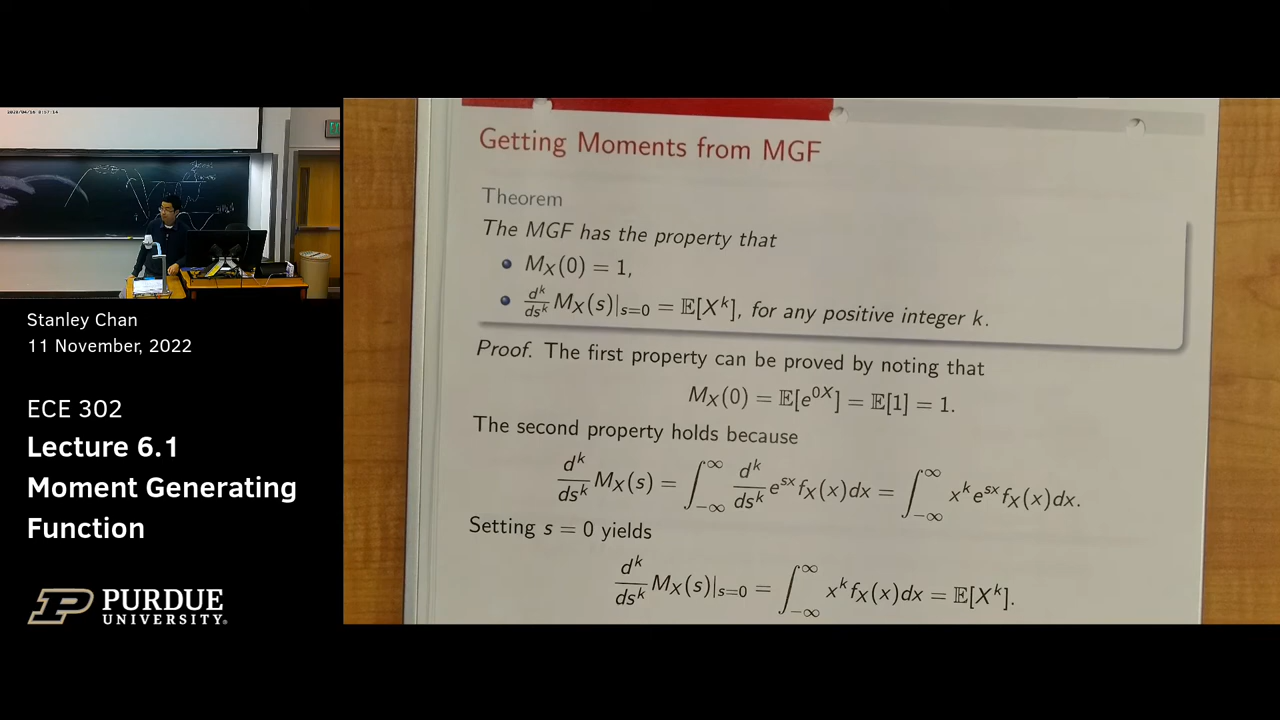 Stanley Chan
11 November, 2022
ECE 302
Lecture 6.1
Moment Generating
Function
PURDUE
UNIVERSITY.
Getting Moments from MGF
Theorem
The MGF has the property that
• M_X(0) = 1,
• d^k/ds^k M_X(s)|_{s=0} = 𝔼[X^k], for any positive integer k.
Proof. The first property can be proved by noting that
M_X(0) = 𝔼[e^{0X}] = 𝔼[1] = 1.
The second property holds because
d^k/ds^k M_X(s) = ∫_{-∞}^{∞} d^k/ds^k e^{sx} f_X(x)dx = ∫_{-∞}^{∞} x^k e^{sx} f_X(x)dx.
Setting s = 0 yields
d^k/ds^k M_X(s)|_{s=0} = ∫_{-∞}^{∞} x^k f_X(x)dx = 𝔼[X^k].